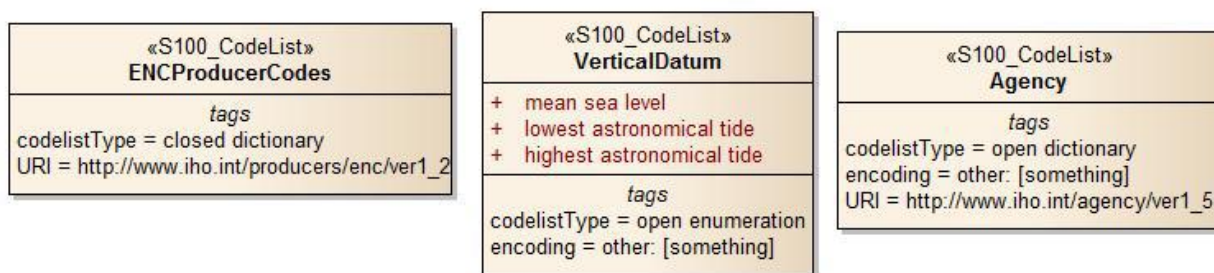 «S100_CodeList»
ENCProducerCodes
tags
codelistType = closed dictionary
URI = http://www.iho.int/producers/enc/ver1_2
«S100_CodeList»
VerticalDatum
+ mean sea level
+ lowest astronomical tide
+ highest astronomical tide
tags
codelistType = open enumeration
encoding = other: [something]
«S100_CodeList»
Agency
tags
codelistType = open dictionary
encoding = other: [something]
URI = http://www.iho.int/agency/ver1_5